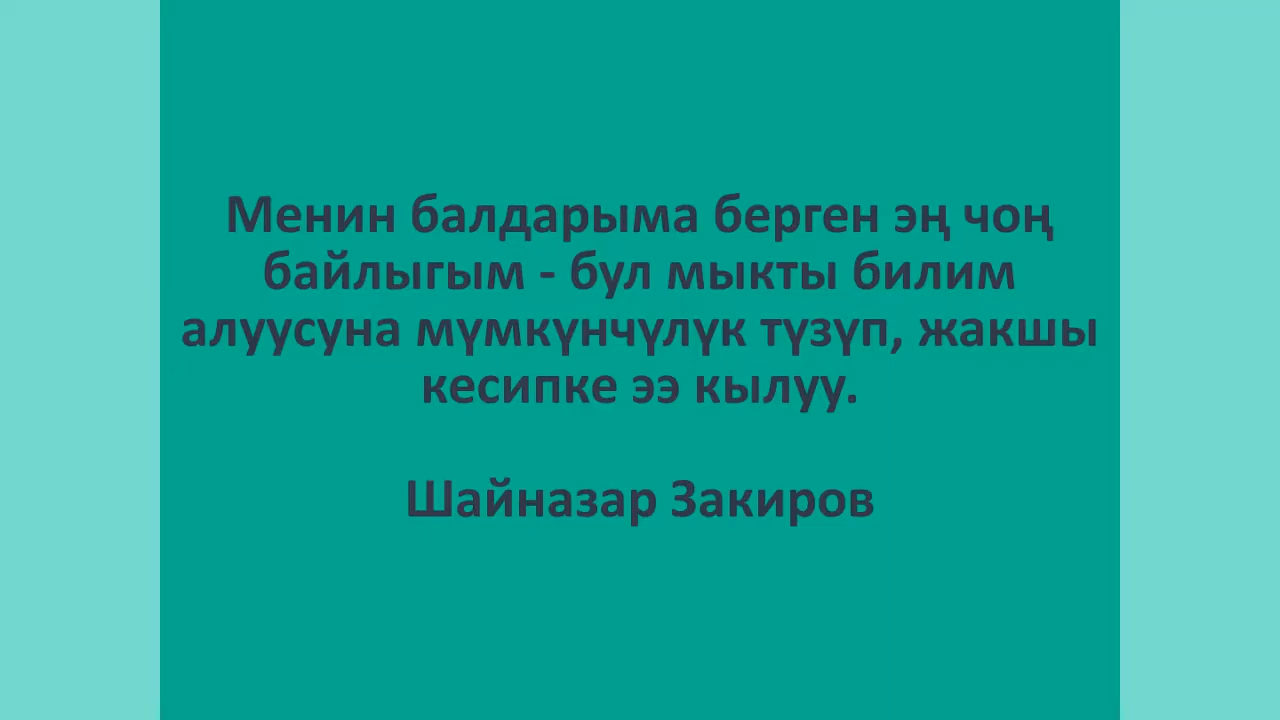 Менин балдарыма берген эң чоң
байлыгым - бул мыкты билим
алуусуна мүмкүнчүлүк түзүп, жакшы
кесипке ээ кылуу.
Шайназар Закиров